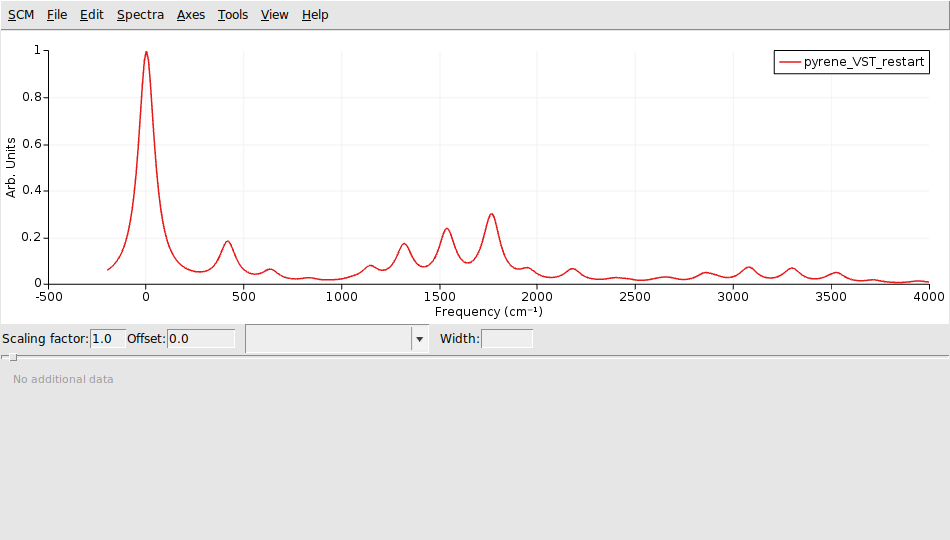 SCM File Edit Spectra Axes Tools View Help
pyrene_VST_restart
Arb. Units
1
0.8
0.6
0.4
0.2
0
-500 0 500 1000 1500 2000 2500 3000 3500 4000
Frequency (cm⁻¹)
Scaling factor: 1.0 Offset: 0.0 Width:
No additional data